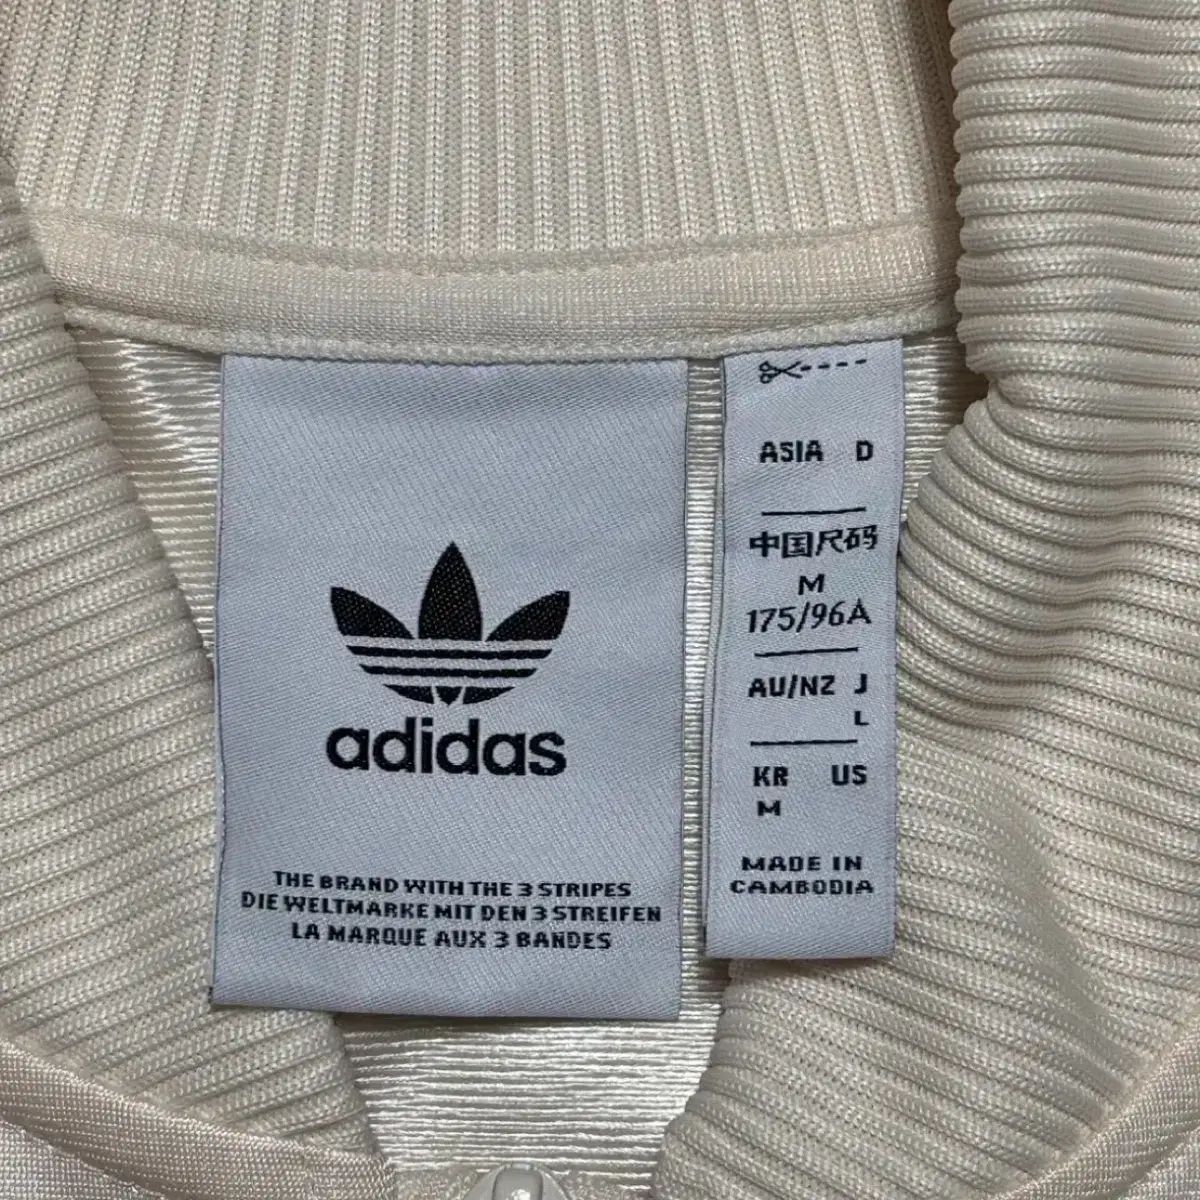 adidas
THE BRAND WITH THE 3 STRIPES
DIE WELTMARKE MIT DEN 3 STREIFEN
LA MARQUE AUX 3 BANDES
ASIA D
中国尺码
M
175/96A
AU/NZ J
L
KR US
M
MADE IN
CAMBODIA